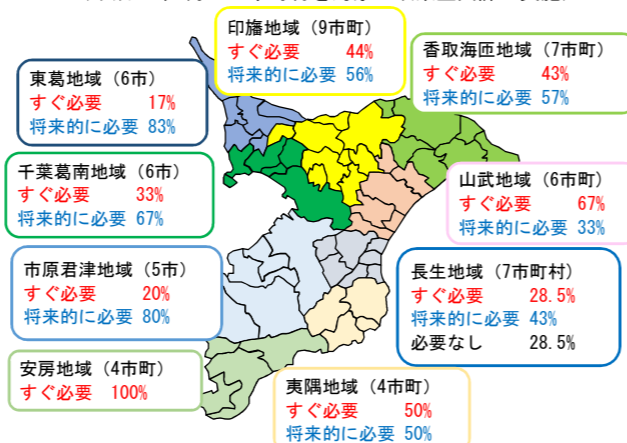 印旛地域（9市町）
すぐ必要 44%
将来的に必要 56%
香取海匝地域（7市町）
すぐ必要 43%
将来的に必要 57%
東葛地域（6市）
すぐ必要 17%
将来的に必要 83%
千葉葛南地域（6市）
すぐ必要 33%
将来的に必要 67%
山武地域（6市町）
すぐ必要 67%
将来的に必要 33%
市原君津地域（5市）
すぐ必要 20%
将来的に必要 80%
長生地域（7市町村）
すぐ必要 28.5%
将来的に必要 43%
必要なし 28.5%
安房地域（4市町）
すぐ必要 100%
夷隅地域（4市町）
すぐ必要 50%
将来的に必要 50%